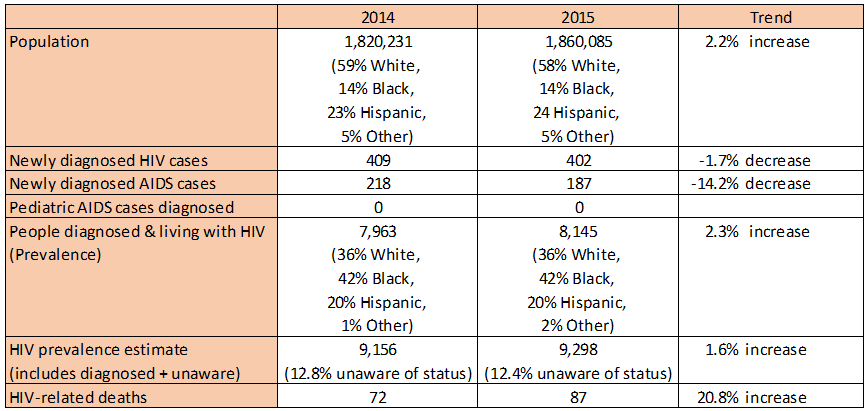 2014 2015 Trend
Population 1,820,231 1,860,085 2.2% increase
(59% White, (58% White,
14% Black, 14% Black,
23% Hispanic, 24 Hispanic,
5% Other) 5% Other)
Newly diagnosed HIV cases 409 402 -1.7% decrease
Newly diagnosed AIDS cases 218 187 -14.2% decrease
Pediatric AIDS cases diagnosed 0 0
People diagnosed & living with HIV 7,963 8,145 2.3% increase
(Prevalence) (36% White, (36% White,
42% Black, 42% Black,
20% Hispanic, 20% Hispanic,
1% Other) 2% Other)
HIV prevalence estimate 9,156 9,298 1.6% increase
(includes diagnosed + unaware) (12.8% unaware of status) (12.4% unaware of status)
HIV-related deaths 72 87 20.8% increase